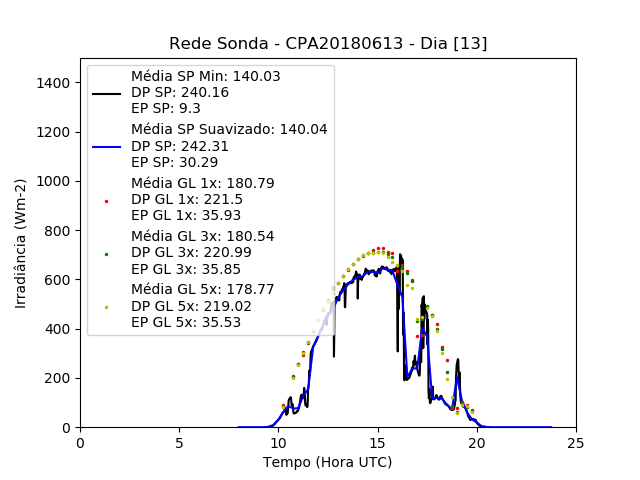 Rede Sonda - CPA20180613 - Dia [13]
Média SP Min: 140.03
DP SP: 240.16
EP SP: 9.3
Média SP Suavizado: 140.04
DP SP: 242.31
EP SP: 30.29
Média GL 1x: 180.79
DP GL 1x: 221.5
EP GL 1x: 35.93
Média GL 3x: 180.54
DP GL 3x: 220.99
EP GL 3x: 35.85
Média GL 5x: 178.77
DP GL 5x: 219.02
EP GL 5x: 35.53
Irradiância (Wm-2)
1400
1200
1000
800
600
400
200
0
0 5 10 15 20 25
Tempo (Hora UTC)